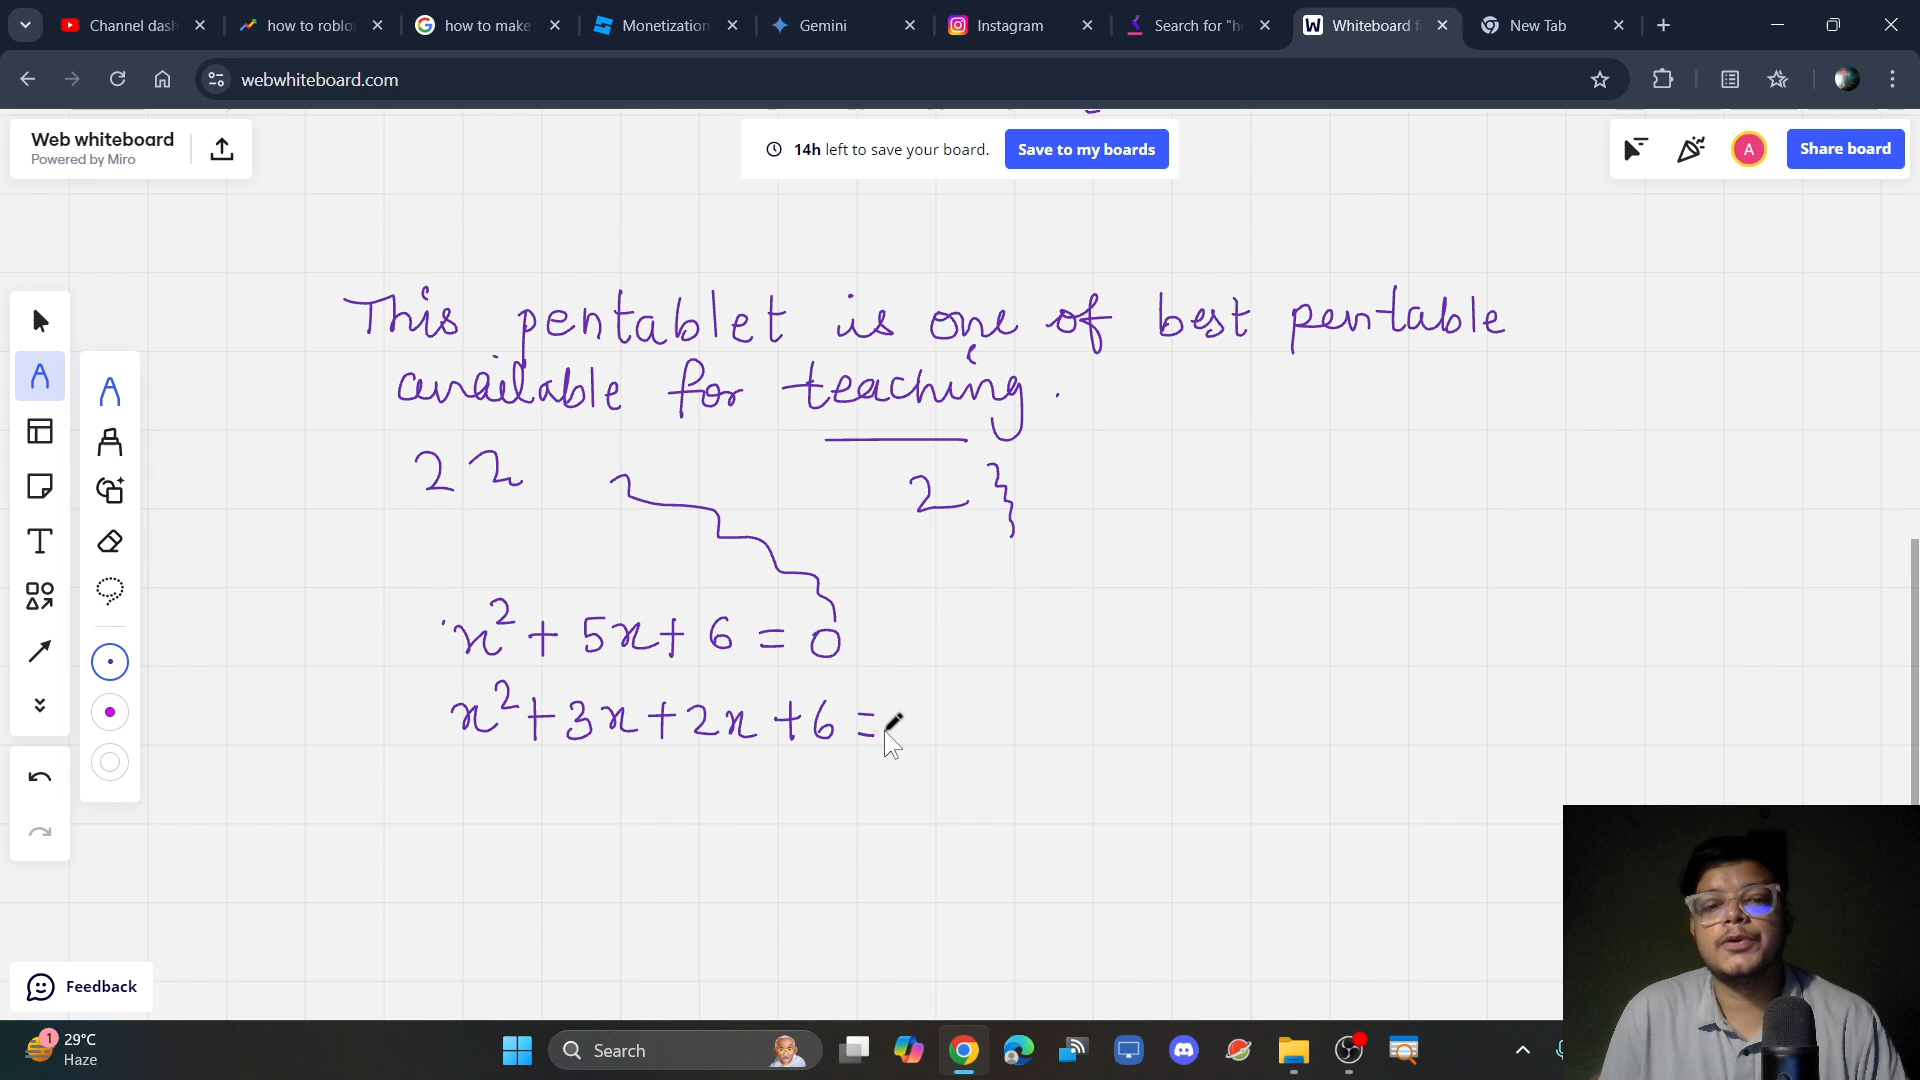 Channel dash
how to roblo
how to make
Monetization
Gemini
Instagram
Search for "h
Whiteboard f
New Tab
webwhiteboard.com
Web whiteboard
Powered by Miro
14h left to save your board.
Save to my boards
A
Share board
This pentablet is one of best pentable
available for teaching.
2 2
2 }
x² + 5x + 6 = 0
x² + 3x + 2x + 6 =
Feedback
1
29°C
Haze
Search